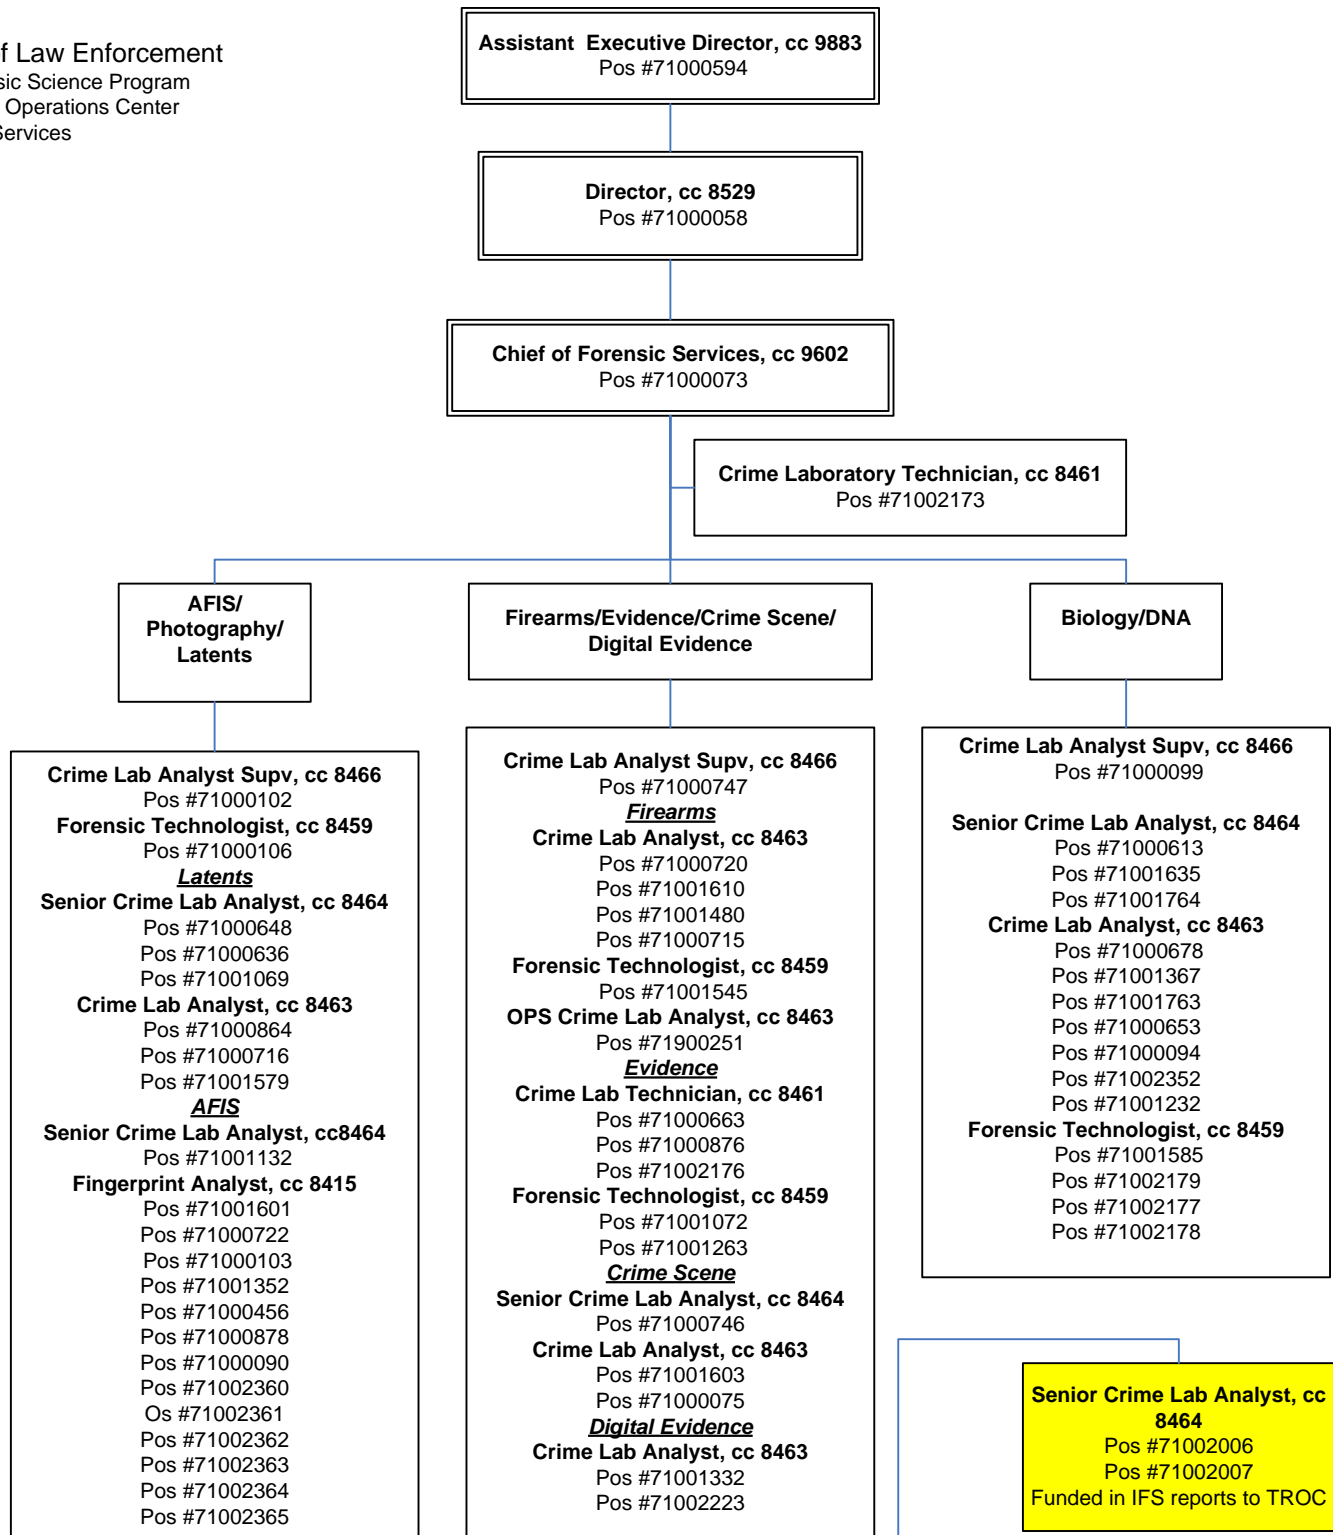 f Law Enforcement
sic Science Program
Operations Center
Services
Assistant Executive Director, cc 9883
Pos #71000594
Director, cc 8529
Pos #71000058
Chief of Forensic Services, cc 9602
Pos #71000073
Crime Laboratory Technician, cc 8461
Pos #71002173
AFIS/
Photography/
Latents
Firearms/Evidence/Crime Scene/
Digital Evidence
Biology/DNA
Crime Lab Analyst Supv, cc 8466
Pos #71000102
Forensic Technologist, cc 8459
Pos #71000106
Latents
Senior Crime Lab Analyst, cc 8464
Pos #71000648
Pos #71000636
Pos #71001069
Crime Lab Analyst, cc 8463
Pos #71000864
Pos #71000716
Pos #71001579
AFIS
Senior Crime Lab Analyst, cc8464
Pos #71001132
Fingerprint Analyst, cc 8415
Pos #71001601
Pos #71000722
Pos #71000103
Pos #71001352
Pos #71000456
Pos #71000878
Pos #71000090
Pos #71002360
Os #71002361
Pos #71002362
Pos #71002363
Pos #71002364
Pos #71002365
Crime Lab Analyst Supv, cc 8466
Pos #71000747
Firearms
Crime Lab Analyst, cc 8463
Pos #71000720
Pos #71001610
Pos #71001480
Pos #71000715
Forensic Technologist, cc 8459
Pos #71001545
OPS Crime Lab Analyst, cc 8463
Pos #71900251
Evidence
Crime Lab Technician, cc 8461
Pos #71000663
Pos #71000876
Pos #71002176
Forensic Technologist, cc 8459
Pos #71001072
Pos #71001263
Crime Scene
Senior Crime Lab Analyst, cc 8464
Pos #71000746
Crime Lab Analyst, cc 8463
Pos #71001603
Pos #71000075
Digital Evidence
Crime Lab Analyst, cc 8463
Pos #71001332
Pos #71002223
Crime Lab Analyst Supv, cc 8466
Pos #71000099
Senior Crime Lab Analyst, cc 8464
Pos #71000613
Pos #71001635
Pos #71001764
Crime Lab Analyst, cc 8463
Pos #71000678
Pos #71001367
Pos #71001763
Pos #71000653
Pos #71000094
Pos #71002352
Pos #71001232
Forensic Technologist, cc 8459
Pos #71001585
Pos #71002179
Pos #71002177
Pos #71002178
Senior Crime Lab Analyst, cc
8464
Pos #71002006
Pos #71002007
Funded in IFS reports to TROC